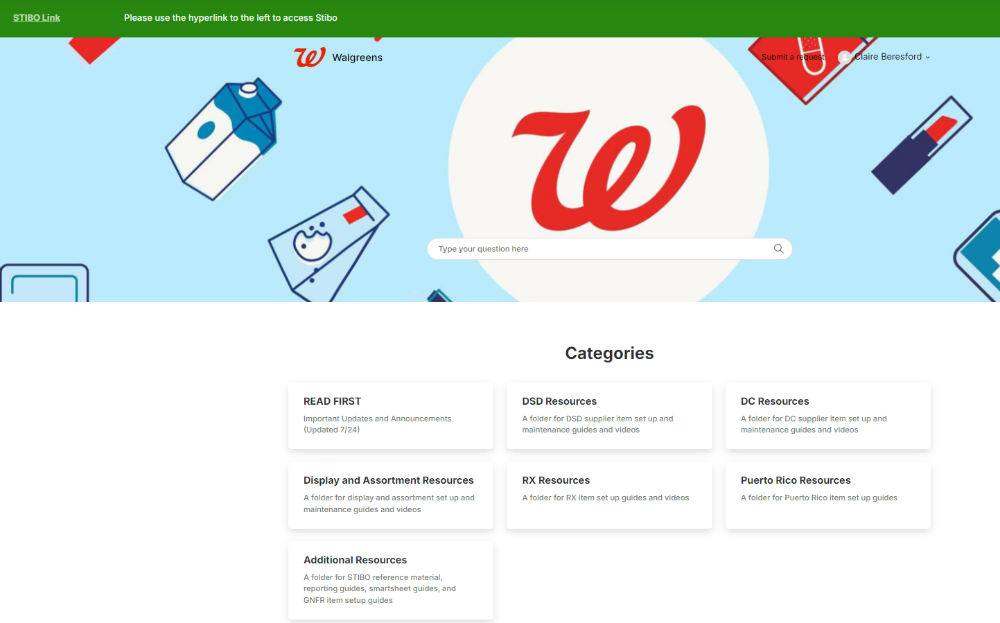 STIBO Link
Please use the hyperlink to the left to access Stibo
Walgreens
Submit a request
Claire Beresford
Type your question here
Categories
READ FIRST
Important Updates and Announcements
(Updated 7/24)
DSD Resources
A folder for DSD supplier item set up and
maintenance guides and videos
DC Resources
A folder for DC supplier item set up and
maintenance guides and videos
Display and Assortment Resources
A folder for display and assortment set up and
maintenance guides and videos
RX Resources
A folder for RX item set up guides and videos
Puerto Rico Resources
A folder for Puerto Rico item set up guides
Additional Resources
A folder for STIBO reference material,
reporting guides, smartsheet guides, and
GNFR item setup guides